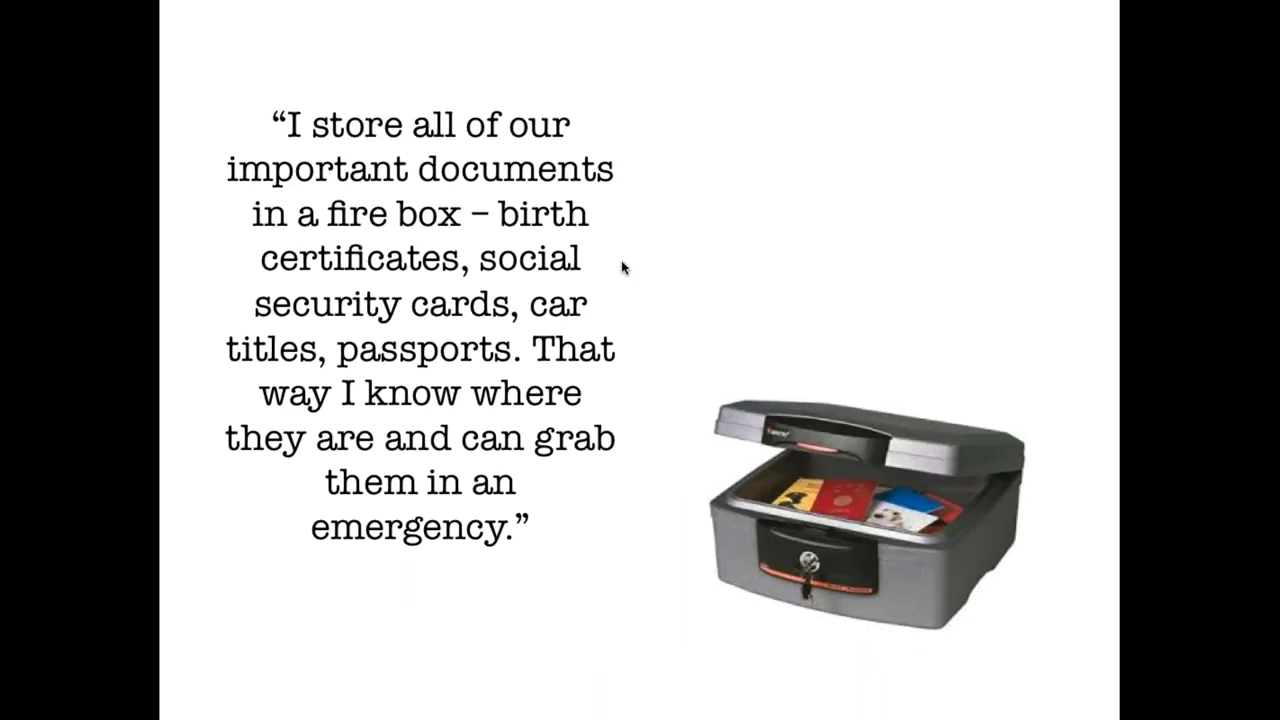 “I store all of our
important documents
in a fire box – birth
certificates, social
security cards, car
titles, passports. That
way I know where
they are and can grab
them in an
emergency.”